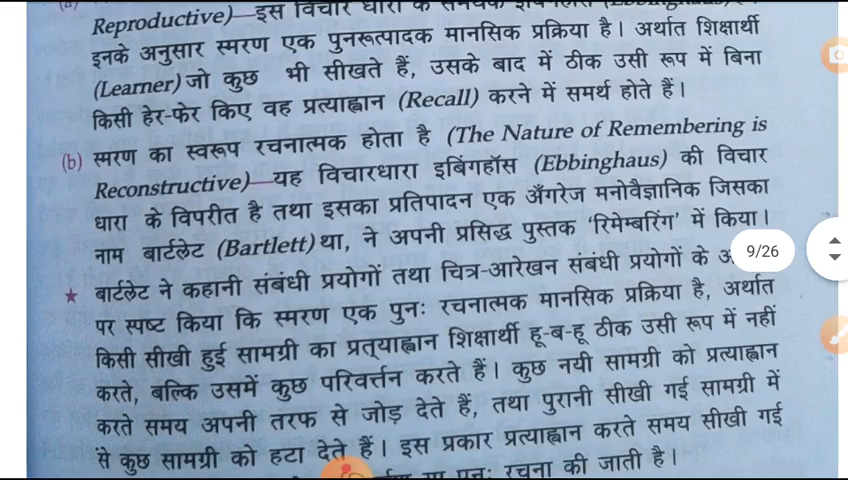 (a)
Reproductive)—इस विचार धारा के
इनके अनुसार स्मरण एक पुनरूत्पादक मानसिक प्रक्रिया है। अर्थात शिक्षार्थी
(Learner) जो कुछ भी सीखते हैं, उसके बाद में ठीक उसी रूप में बिना
किसी हेर-फेर किए वह प्रत्याह्वान (Recall) करने में समर्थ होते हैं।
(b) स्मरण का स्वरूप रचनात्मक होता है (The Nature of Remembering is
Reconstructive)—यह विचारधारा इबिंगहॉस (Ebbinghaus) की विचार
धारा के विपरीत है तथा इसका प्रतिपादन एक अँगरेज मनोवैज्ञानिक जिसका
नाम बार्टलेट (Bartlett) था, ने अपनी प्रसिद्ध पुस्तक ‘रिमेम्बरिंग’ में किया।
9/26
★ बार्टलेट ने कहानी संबंधी प्रयोगों तथा चित्र-आरेखन संबंधी प्रयोगों के
पर स्पष्ट किया कि स्मरण एक पुनः रचनात्मक मानसिक प्रक्रिया है, अर्थात
किसी सीखी हुई सामग्री का प्रत्याह्वान शिक्षार्थी हू-ब-हू ठीक उसी रूप में नहीं
करते, बल्कि उसमें कुछ परिवर्त्तन करते हैं। कुछ नयी सामग्री को प्रत्याह्वान
करते समय अपनी तरफ से जोड़ देते हैं, तथा पुरानी सीखी गई सामग्री में
से कुछ सामग्री को हटा देते हैं। इस प्रकार प्रत्याह्वान करते समय सीखी गई
या पुनः रचना की जाती है।